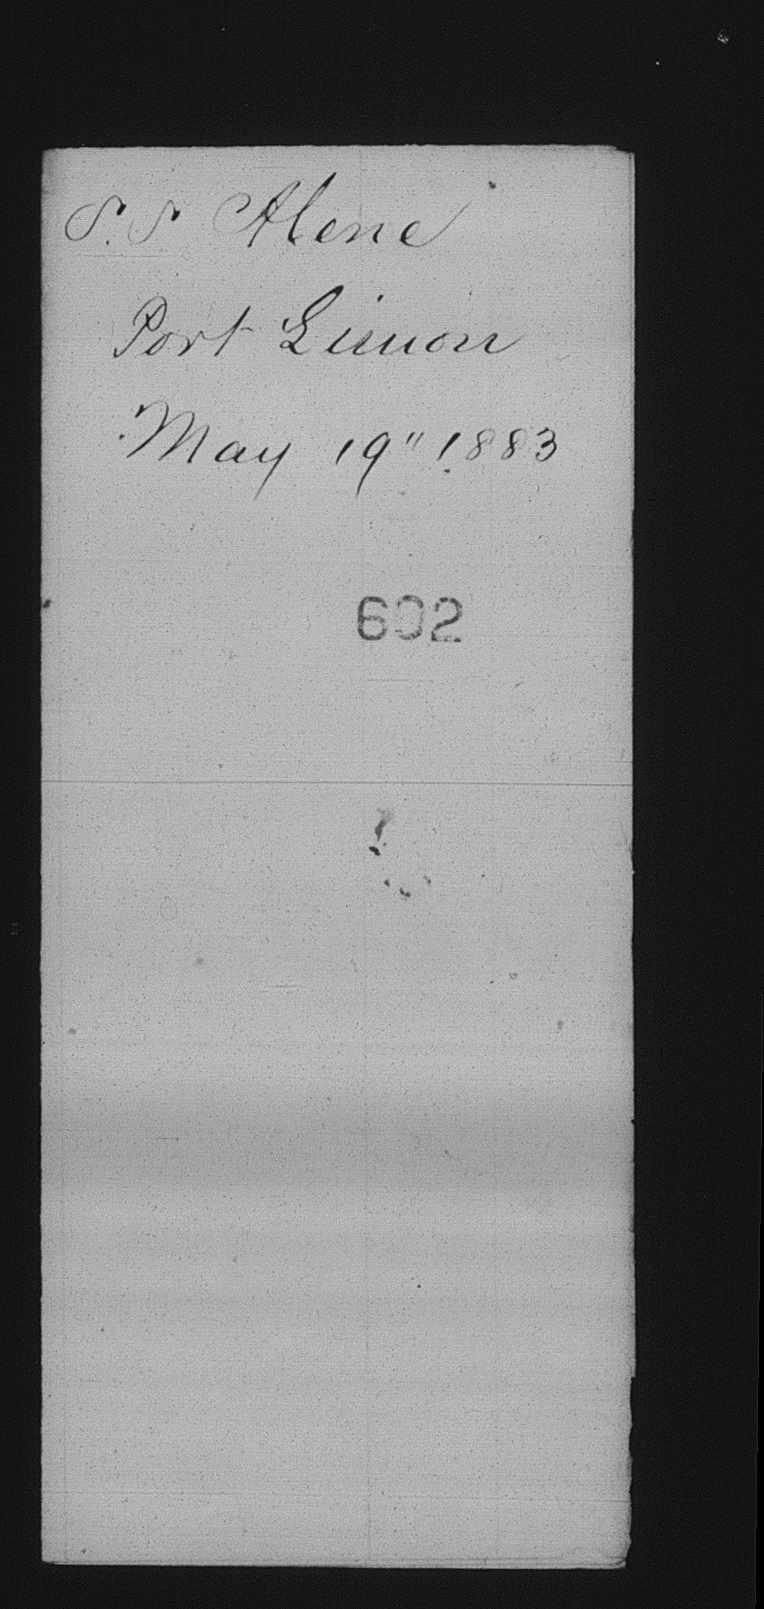 S. S Alene
Port Limon
May 19" 1883
602